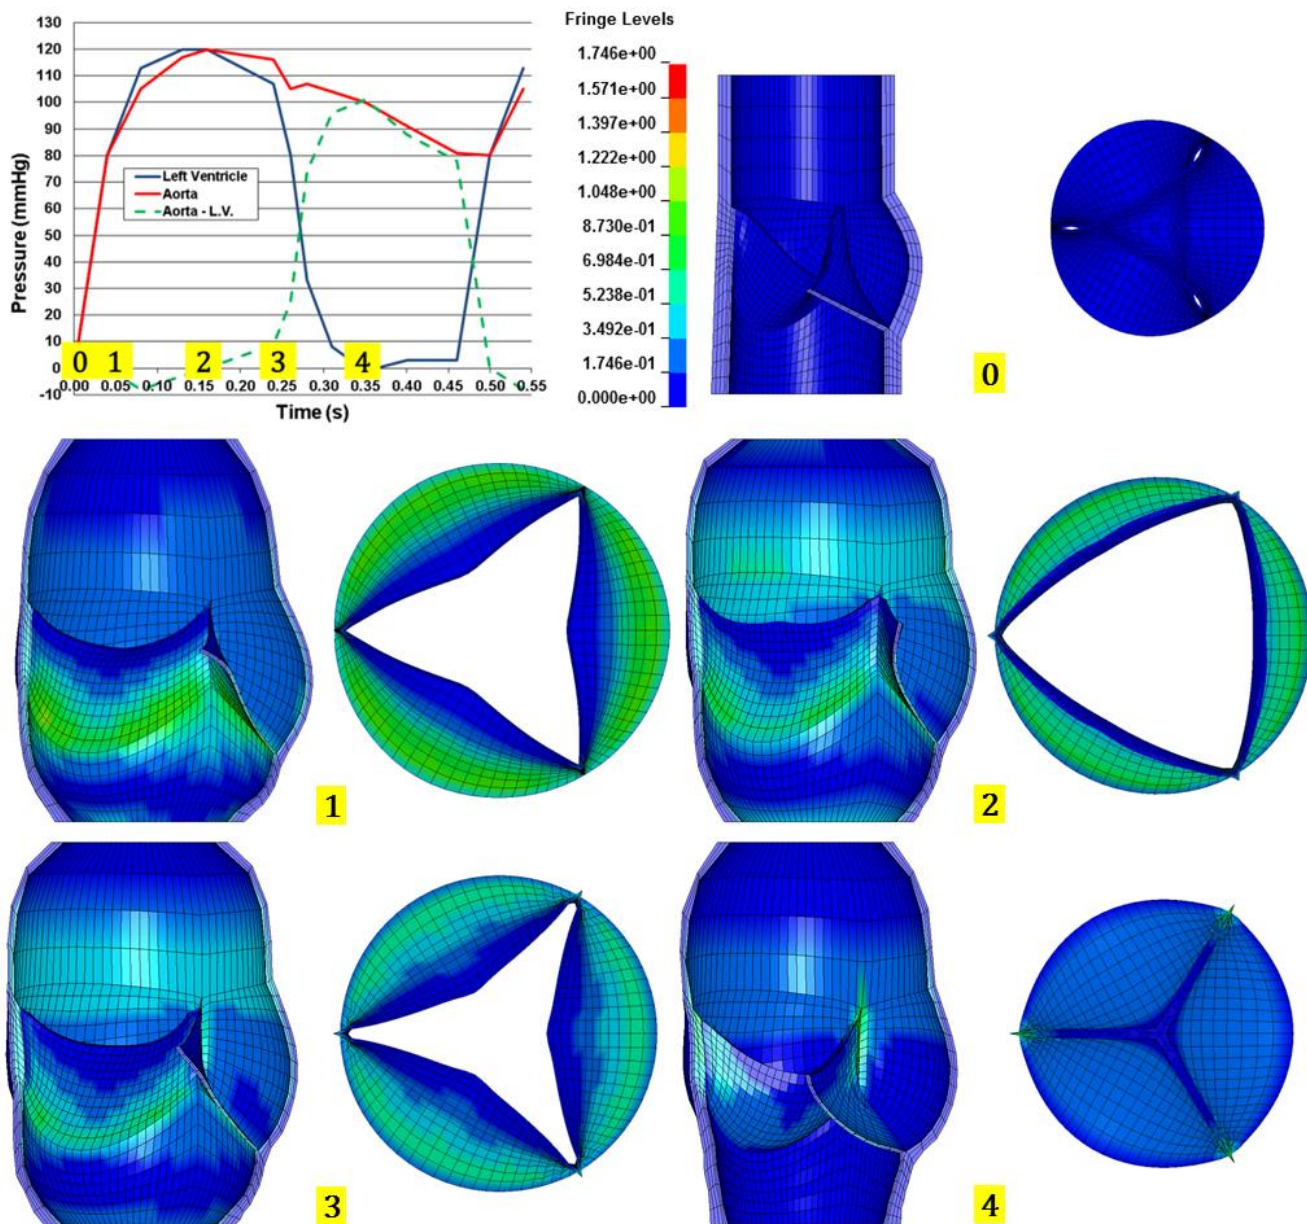 130
120
110
100
90
80
70
60
50
40
30
20
10
0
-10
Pressure (mmHg)
Left Ventricle
Aorta
Aorta - L.V.
0 1 2 3 4
0.00 0.05 0.10 0.15 0.20 0.25 0.30 0.35 0.40 0.45 0.50 0.55
Time (s)
Fringe Levels
1.746e+00
1.571e+00
1.397e+00
1.222e+00
1.048e+00
8.730e-01
6.984e-01
5.238e-01
3.492e-01
1.746e-01
0.000e+00
0
1
2
3
4